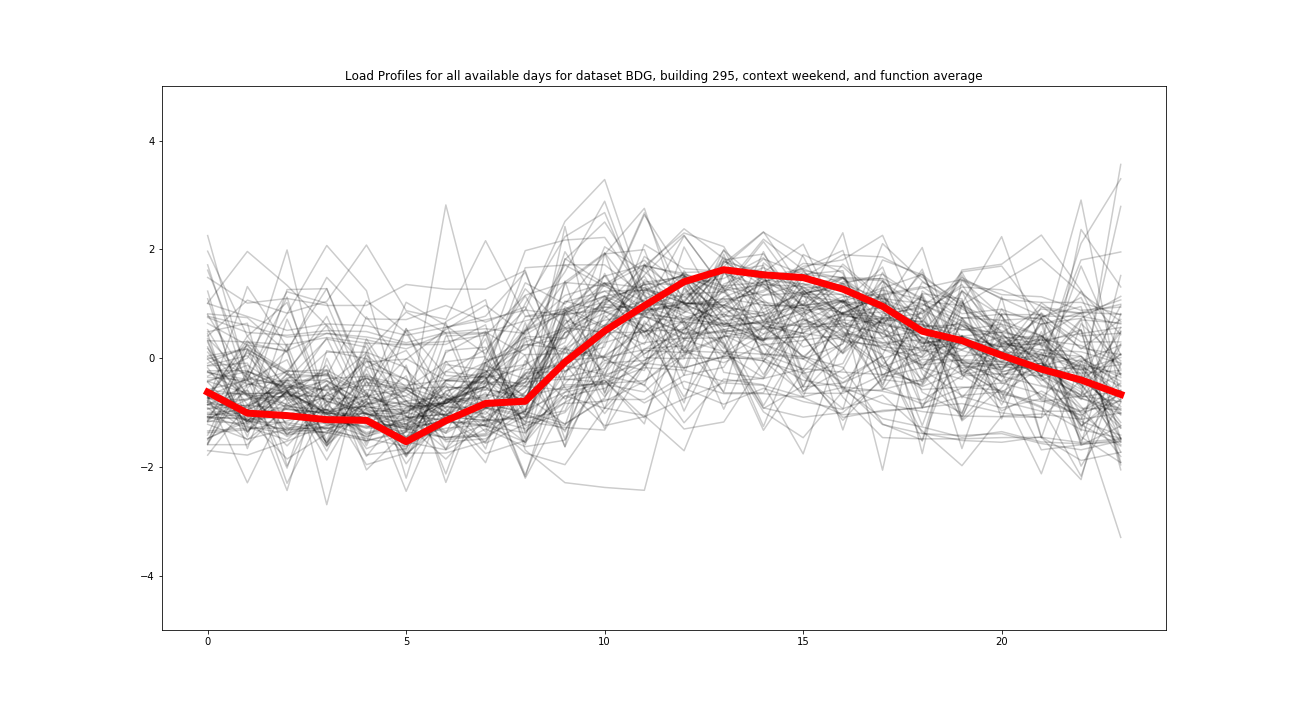 Load Profiles for all available days for dataset BDG, building 295, context weekend, and function average
4
2
0
−2
−4
0 5 10 15 20